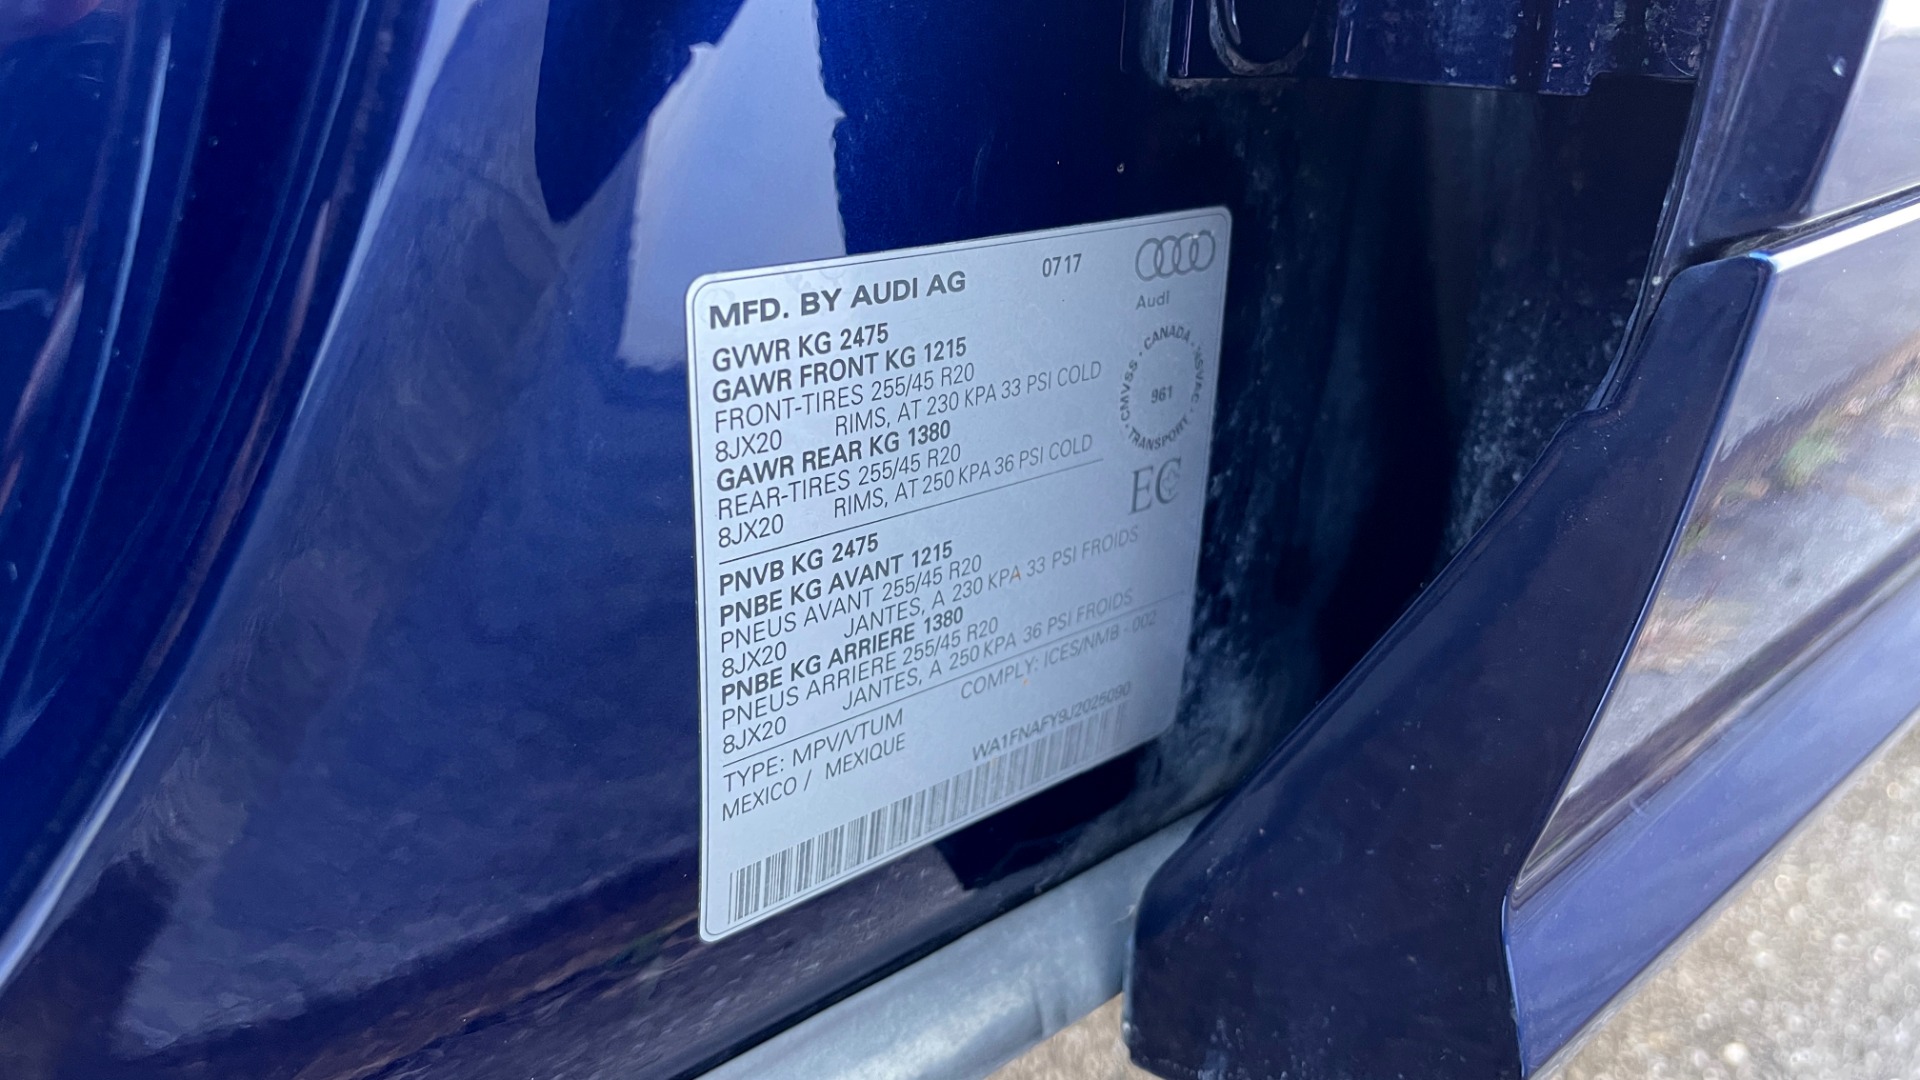 MFD. BY AUDI AG 0717
Audi
GVWR KG 2475
GAWR FRONT KG 1215
FRONT-TIRES 255/45 R20
8JX20 RIMS, AT 230 KPA 33 PSI COLD
GAWR REAR KG 1380
REAR-TIRES 255/45 R20
8JX20 RIMS, AT 250 KPA 36 PSI COLD
CANADA · NSVAC · TRANSPORT · CMVSS ·
961
EC
PNVB KG 2475
PNBE KG AVANT 1215
PNEUS AVANT 255/45 R20
8JX20 JANTES, A 230 KPA 33 PSI FROIDS
PNBE KG ARRIERE 1380
PNEUS ARRIERE 255/45 R20
8JX20 JANTES, A 250 KPA 36 PSI FROIDS
TYPE: MPV/VTUM COMPLY: ICES/NMB - 002
MEXICO / MEXIQUE WA1FNAFY9J2025090